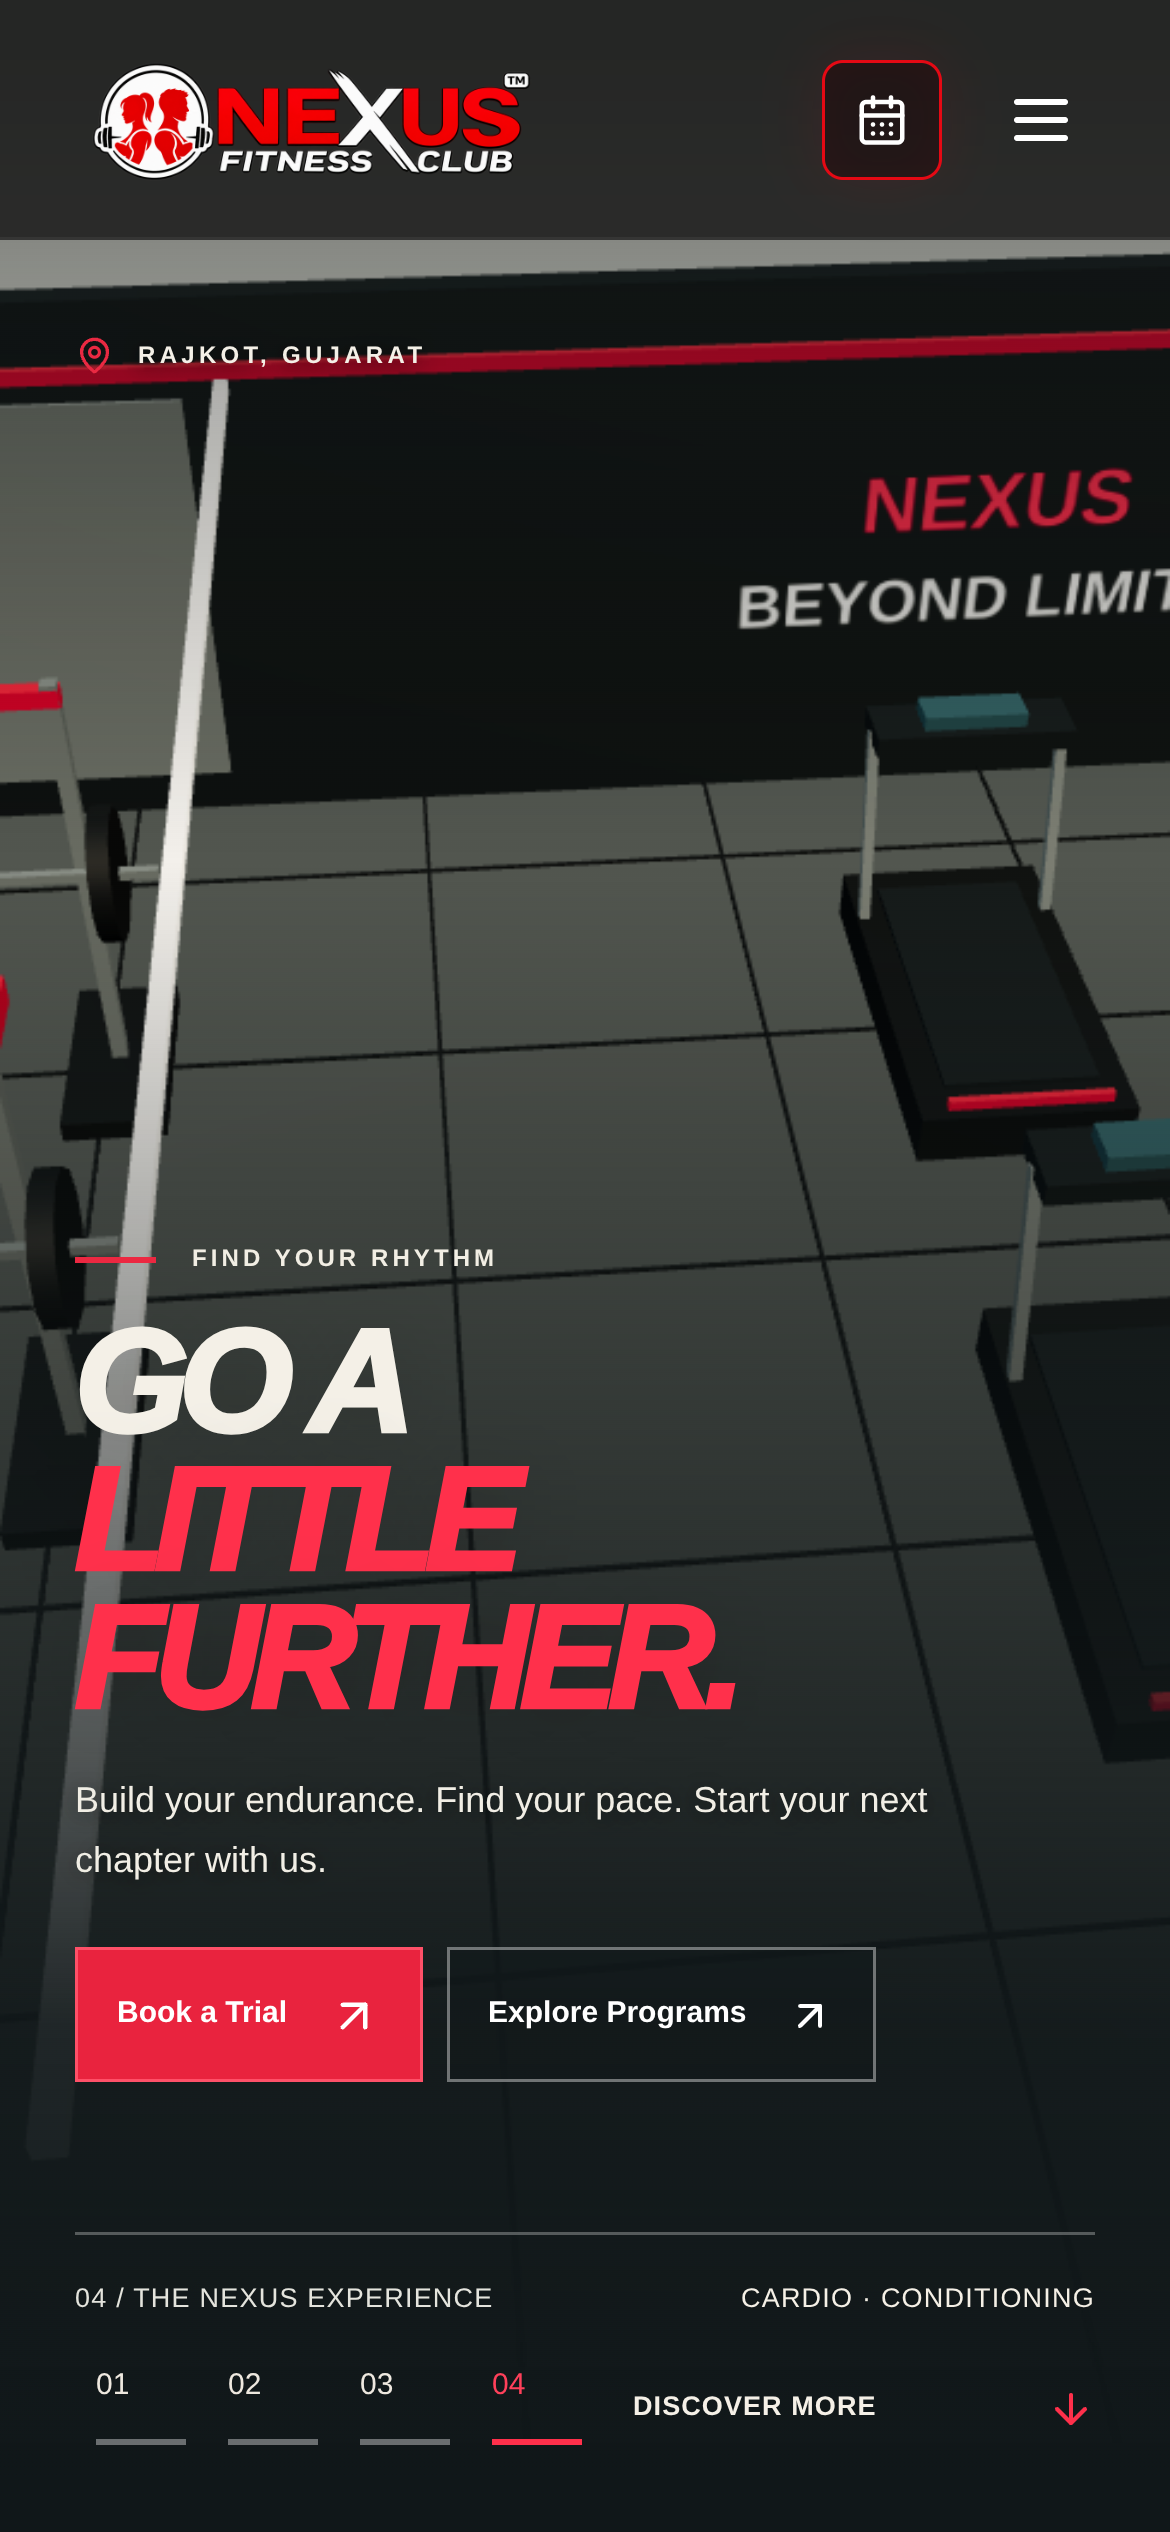 NEXUS™
FITNESS CLUB
RAJKOT, GUJARAT
NEXUS
BEYOND LIMIT
FIND YOUR RHYTHM
GO A
LITTLE
FURTHER.
Build your endurance. Find your pace. Start your next
chapter with us.
Book a Trial
Explore Programs
04 / THE NEXUS EXPERIENCE
CARDIO · CONDITIONING
01
02
03
04
DISCOVER MORE